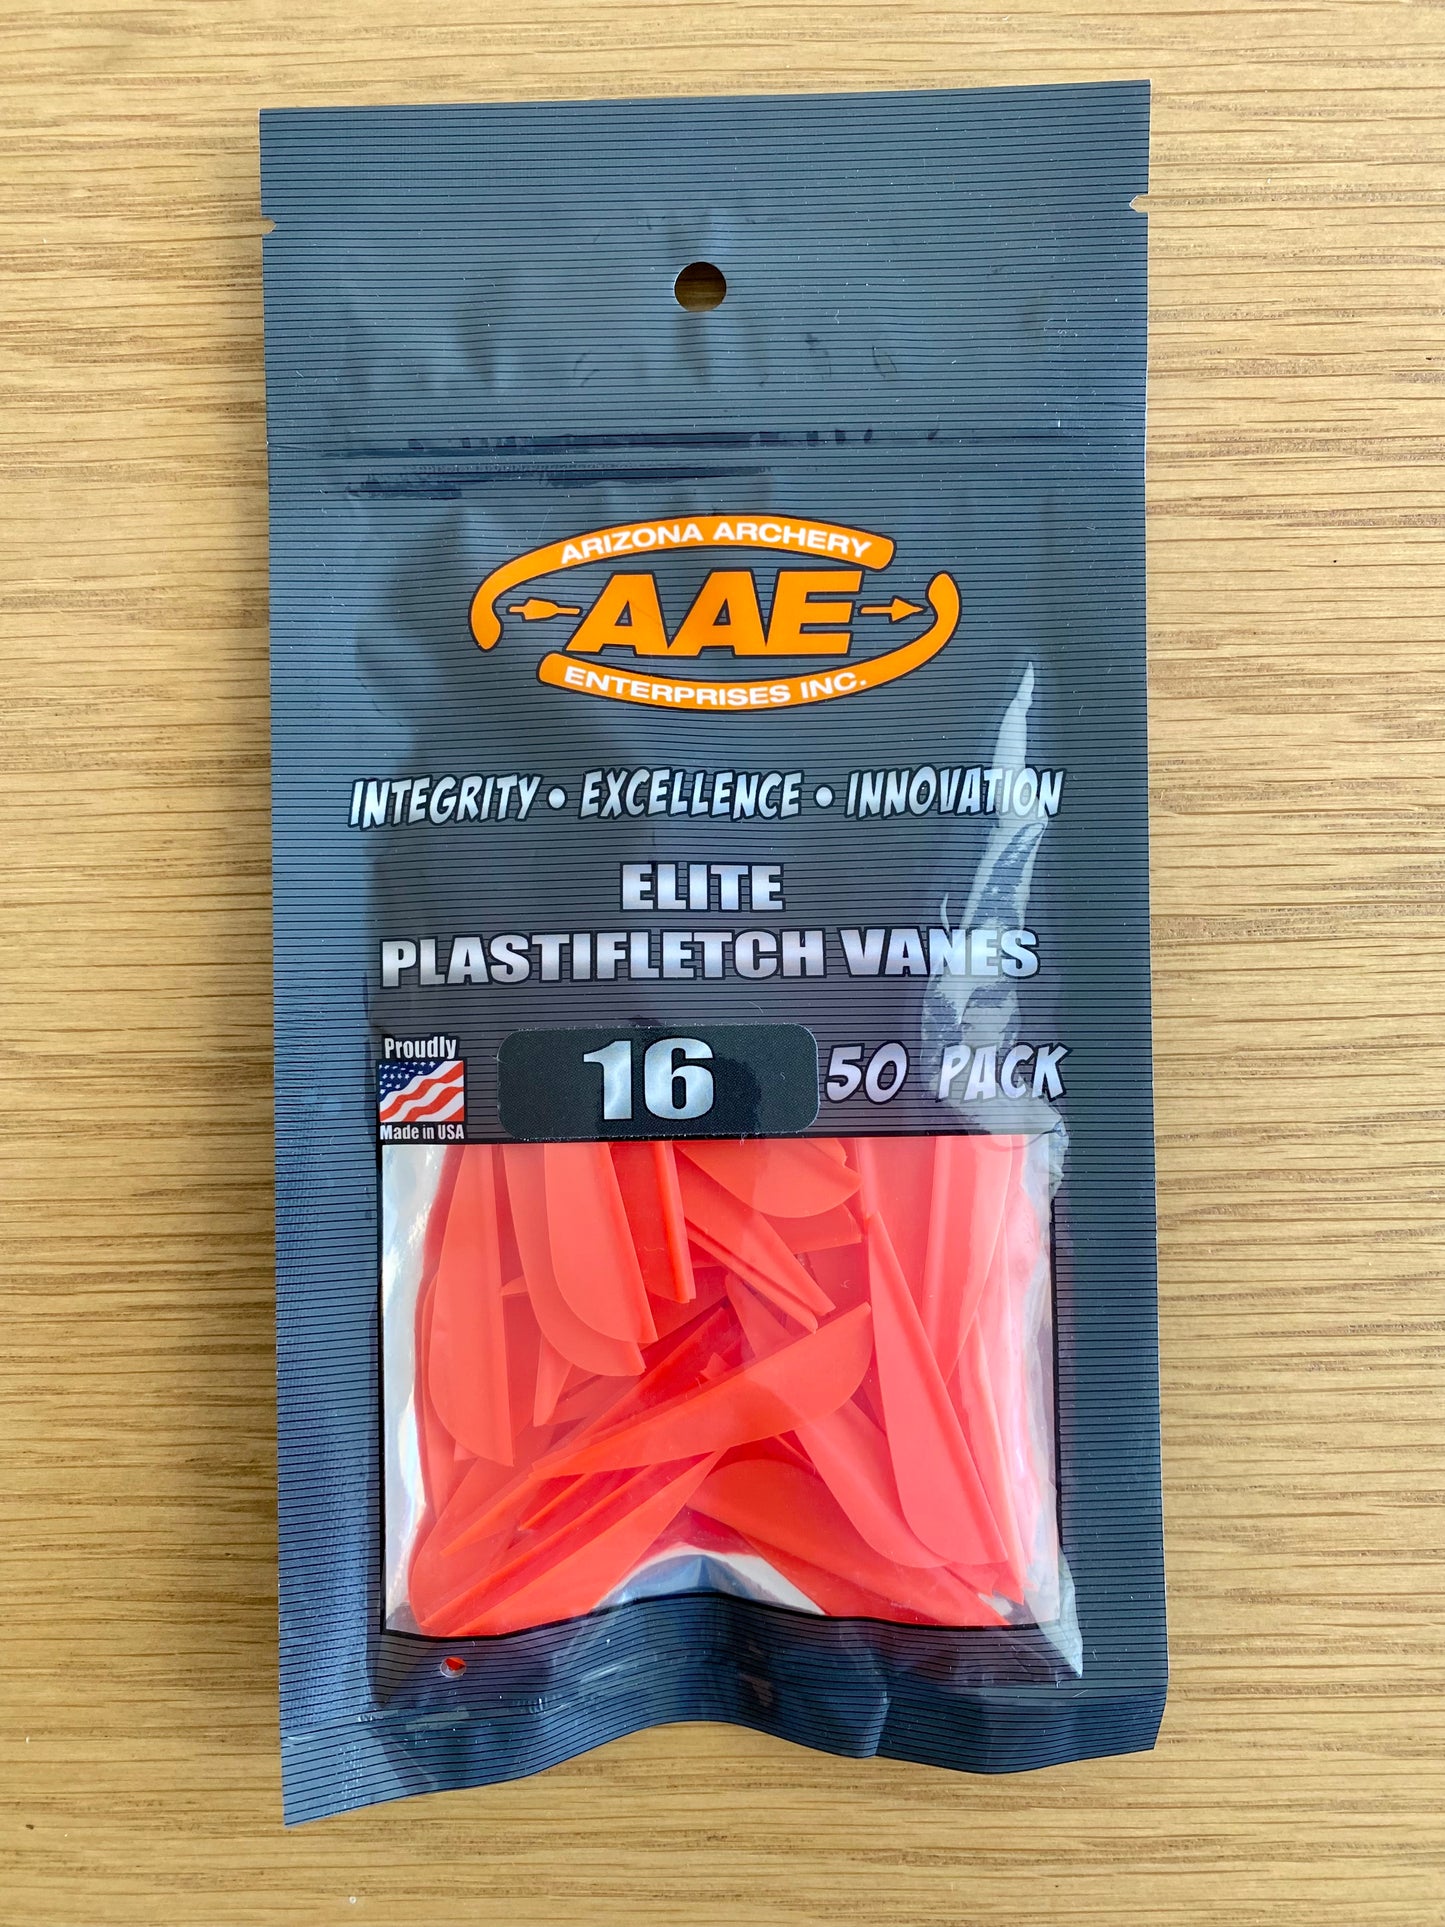 ARIZONA ARCHERY
AAE
ENTERPRISES INC.
INTEGRITY • EXCELLENCE • INNOVATION
ELITE
PLASTIFLETCH VANES
Proudly
Made in USA
16
50 PACK